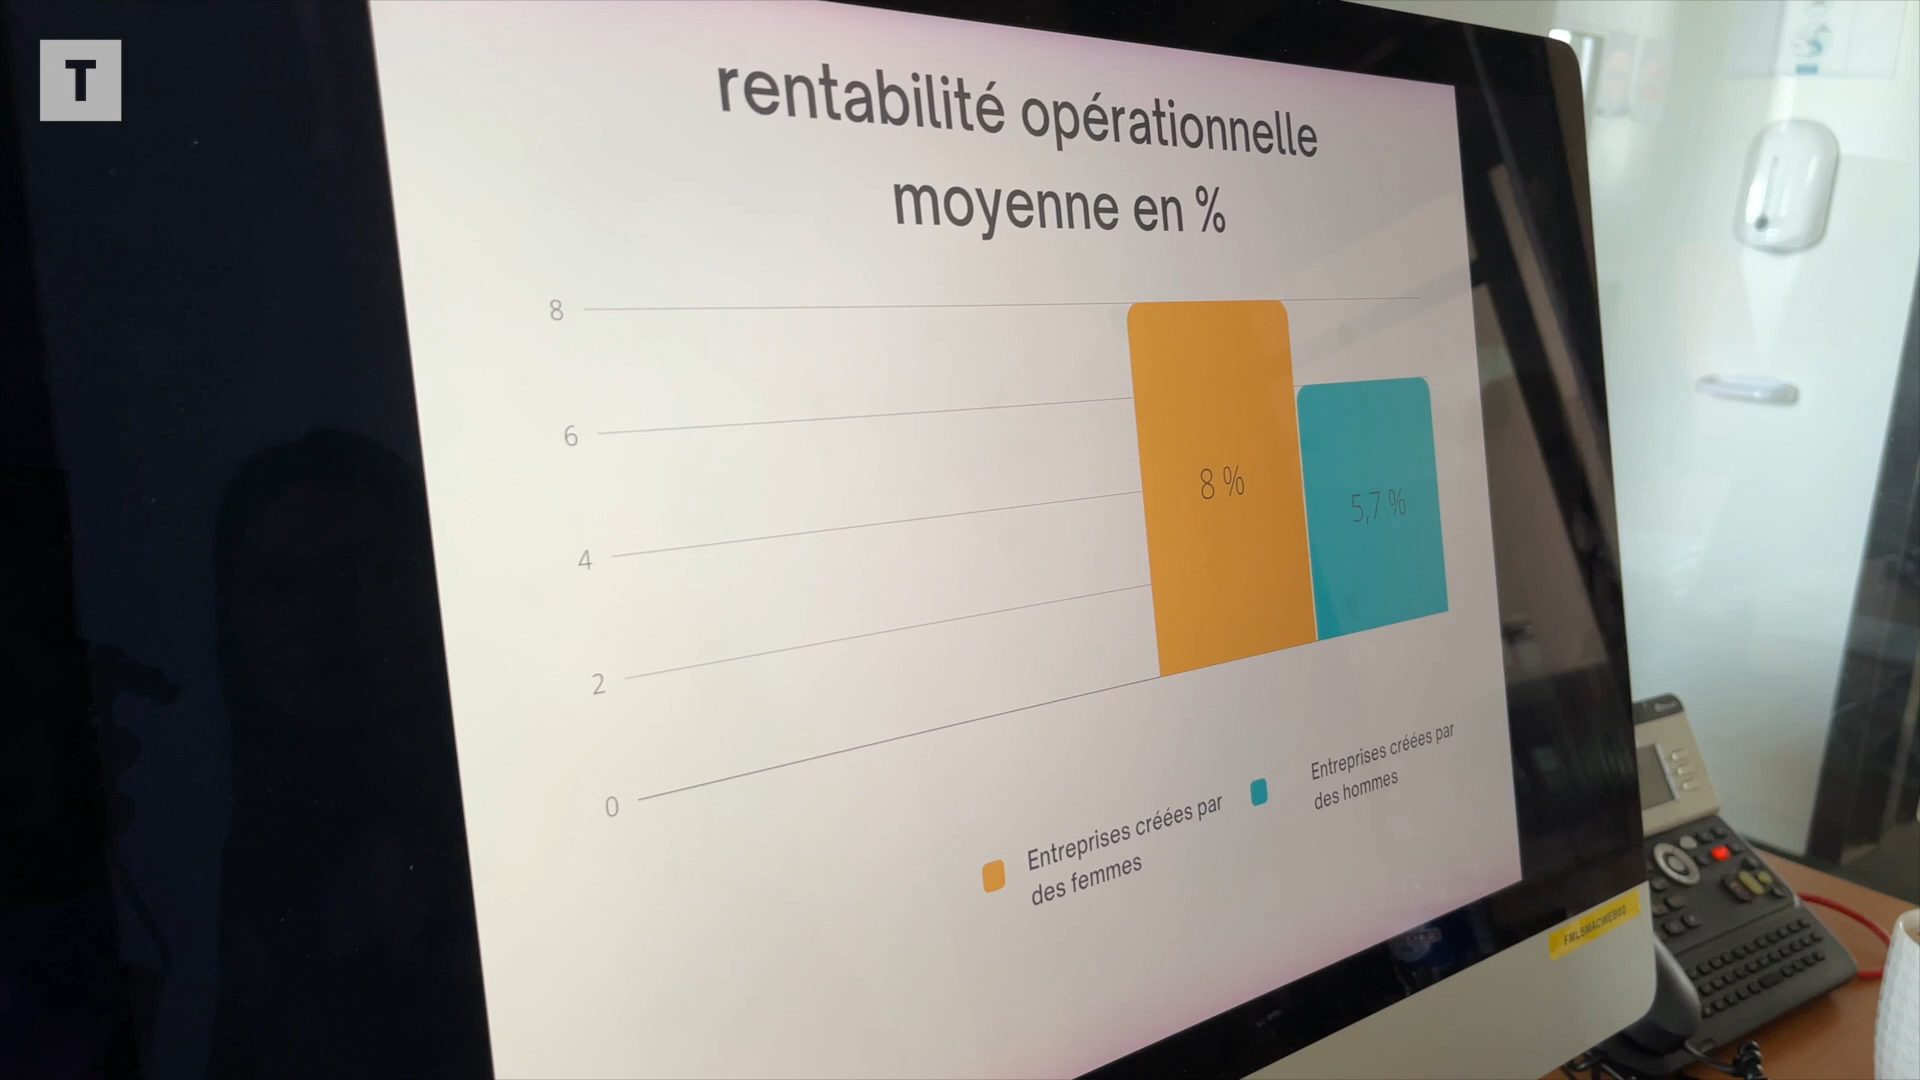 T
rentabilité opérationnelle
moyenne en %
8
6
4
2
0
8 %
5,7 %
Entreprises créées par
des femmes
Entreprises créées par
des hommes
FMLSMACWEB02